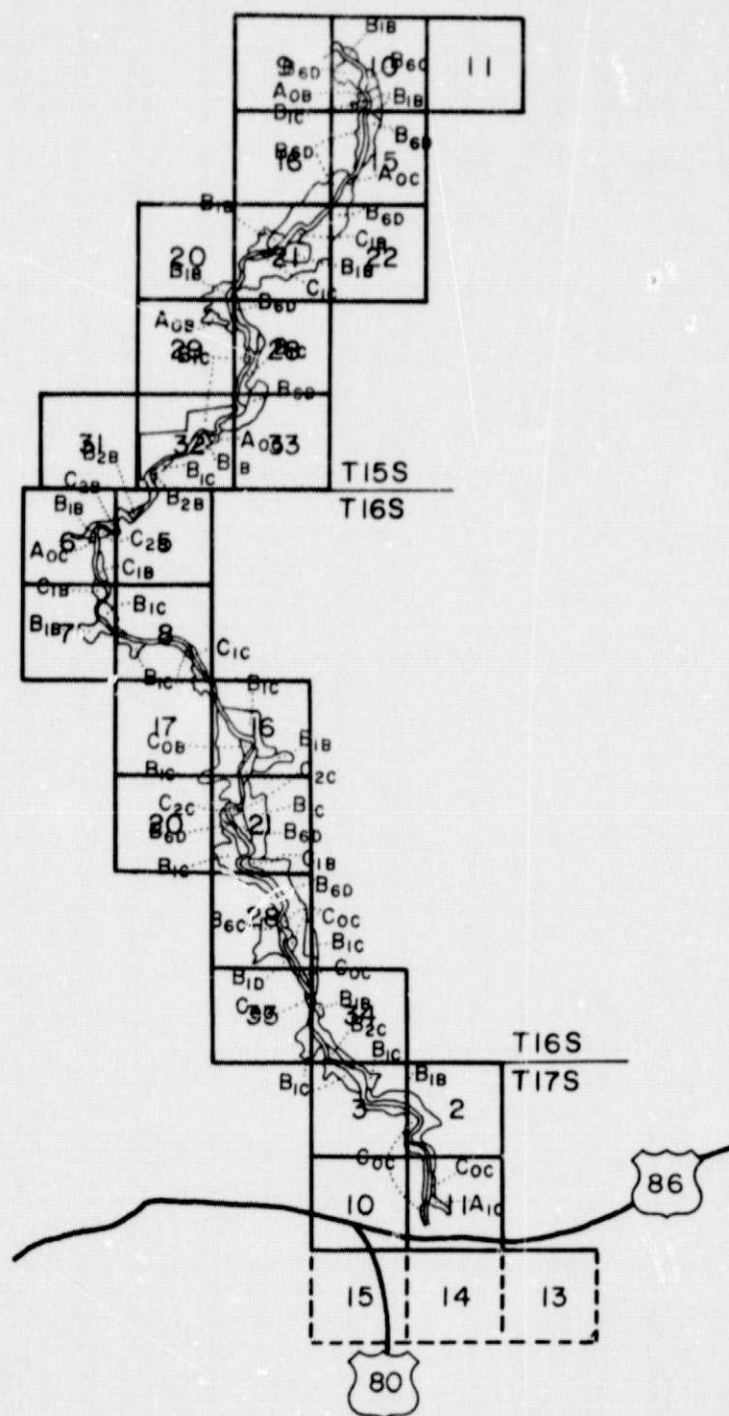 B1B
9 B6D 10 B6C 11
A0B B1B
B1C B6D
B6D
16 15
A0C
B1B B6D
C1B
20 21 22
B1B B1B
C1C
B6D
A0B
29 28
B1C
B6D
31 32 33
B2B
B1C
C2B B2B T15S
T16S
B1B
6 C2B 5
A0C
C1B
C1B
B1C
B1B 7 8
C1C
B1C
B1C
17 16
C0B B1B
B1C C2C
C2C B1C
20 21
B6D B6D
B1C C1B
B6D
B6C 28 C0C
B1C
B1D C0C
B1B
33 34
B2C
B1C T16S
B1C B1B T17S
3 2
C0C C0C
10 11 A1C
86
15 14 13
80